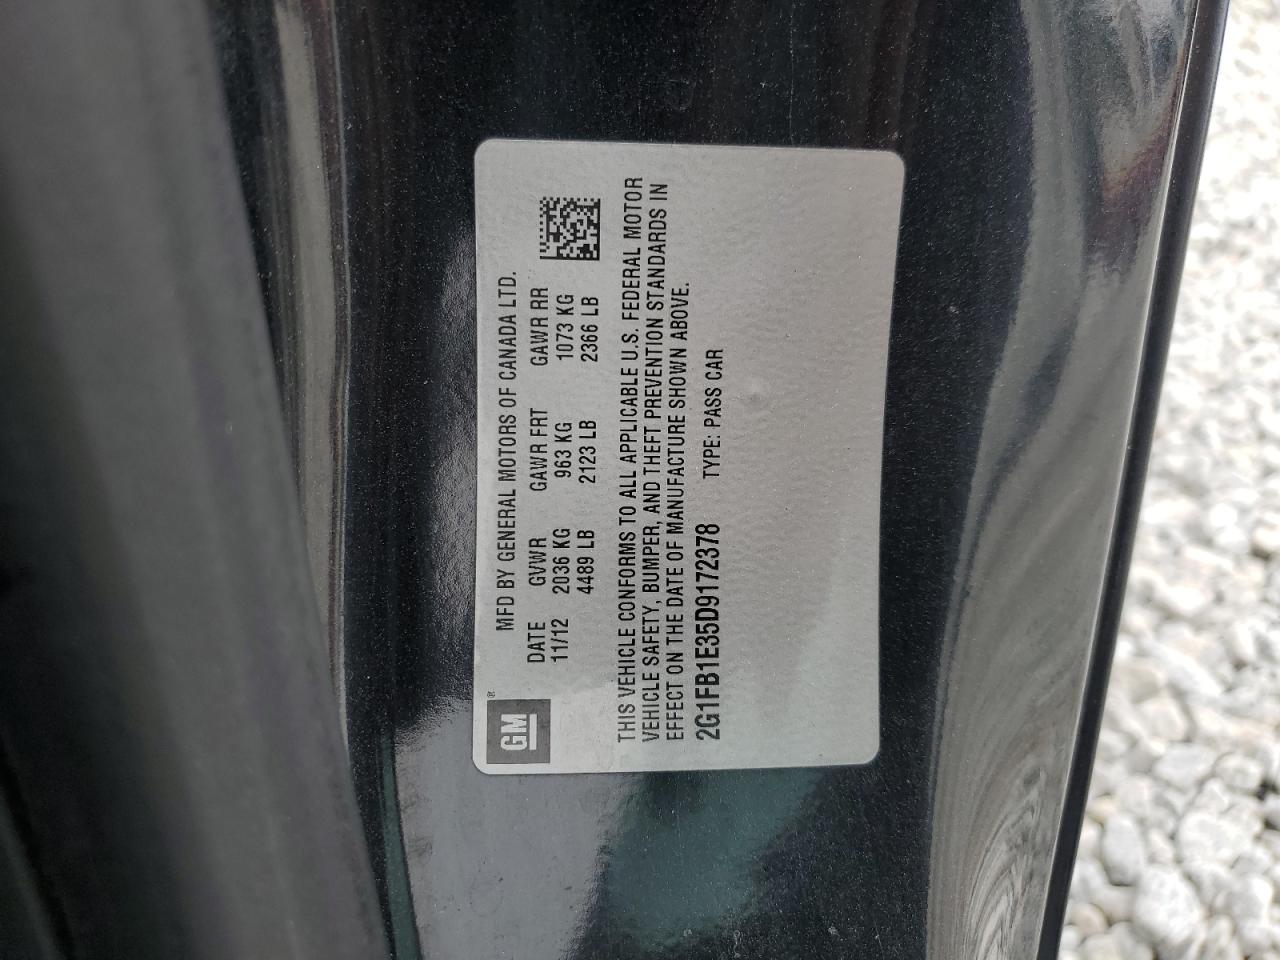 GM ®
MFD BY GENERAL MOTORS OF CANADA LTD.
DATE GVWR GAWR FRT GAWR RR
11/12 2036 KG 963 KG 1073 KG
4489 LB 2123 LB 2366 LB
THIS VEHICLE CONFORMS TO ALL APPLICABLE U.S. FEDERAL MOTOR
VEHICLE SAFETY, BUMPER, AND THEFT PREVENTION STANDARDS IN
EFFECT ON THE DATE OF MANUFACTURE SHOWN ABOVE.
2G1FB1E35D9172378 TYPE: PASS CAR